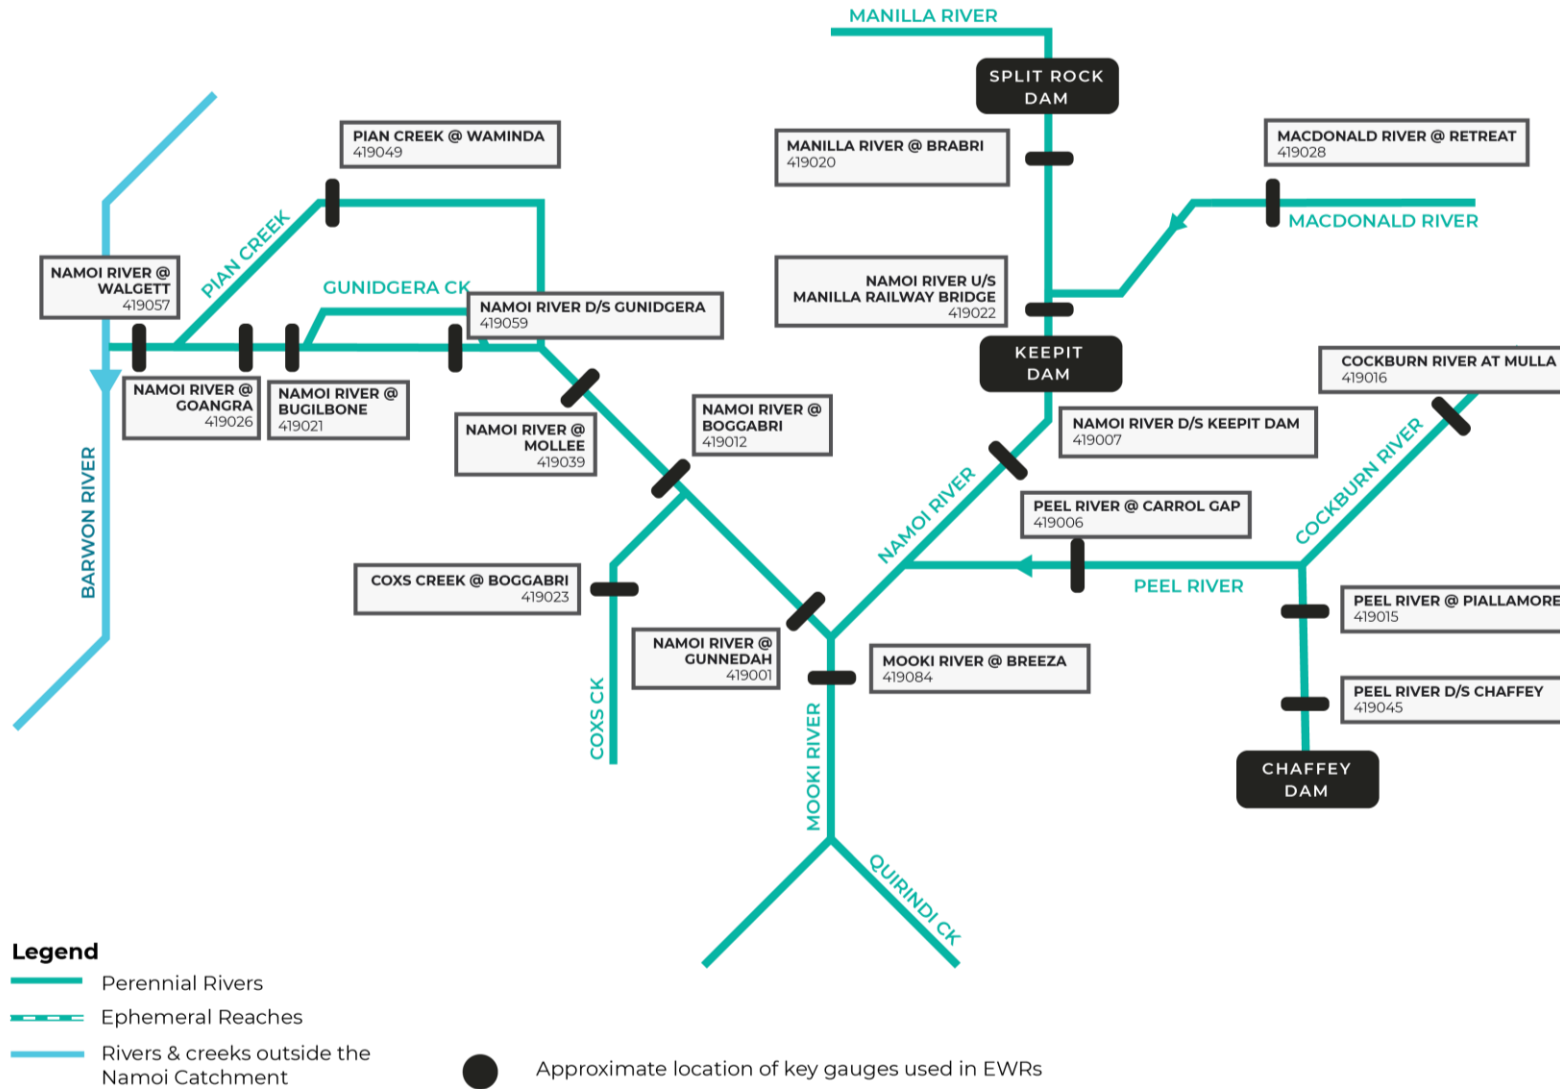 MANILLA RIVER
SPLIT ROCK
DAM
PIAN CREEK @ WAMINDA
419049
MANILLA RIVER @ BRABRI
419020
MACDONALD RIVER @ RETREAT
419028
MACDONALD RIVER
PIAN CREEK
NAMOI RIVER @
WALGETT
419057
GUNIDGERA CK
NAMOI RIVER D/S GUNIDGERA
419059
NAMOI RIVER U/S
MANILLA RAILWAY BRIDGE
419022
KEEPIT
DAM
COCKBURN RIVER AT MULLA
419016
NAMOI RIVER @
GOANGRA
419026
NAMOI RIVER @
BUGILBONE
419021
NAMOI RIVER @
MOLLEE
419039
NAMOI RIVER @
BOGGABRI
419012
NAMOI RIVER D/S KEEPIT DAM
419007
BARWON RIVER
NAMOI RIVER
PEEL RIVER @ CARROL GAP
419006
COCKBURN RIVER
COXS CREEK @ BOGGABRI
419023
PEEL RIVER
PEEL RIVER @ PIALLAMORE
419015
NAMOI RIVER @
GUNNEDAH
419001
MOOKI RIVER @ BREEZA
419084
PEEL RIVER D/S CHAFFEY
419045
COXS CK
MOOKI RIVER
CHAFFEY
DAM
QUIRINDI CK
Legend
Perennial Rivers
Ephemeral Reaches
Rivers & creeks outside the
Namoi Catchment
Approximate location of key gauges used in EWRs